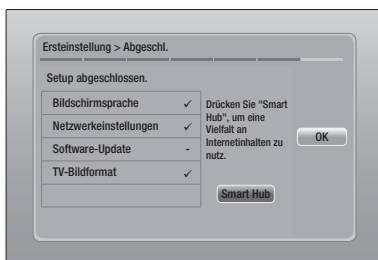 Ersteinstellung > Abgeschl.
Setup abgeschlossen.
Bildschirmsprache ✓
Netzwerkeinstellungen ✓
Software-Update -
TV-Bildformat ✓
Drücken Sie "Smart
Hub", um eine
Vielfalt an
Internetinhalten zu
nutz.
Smart Hub
OK